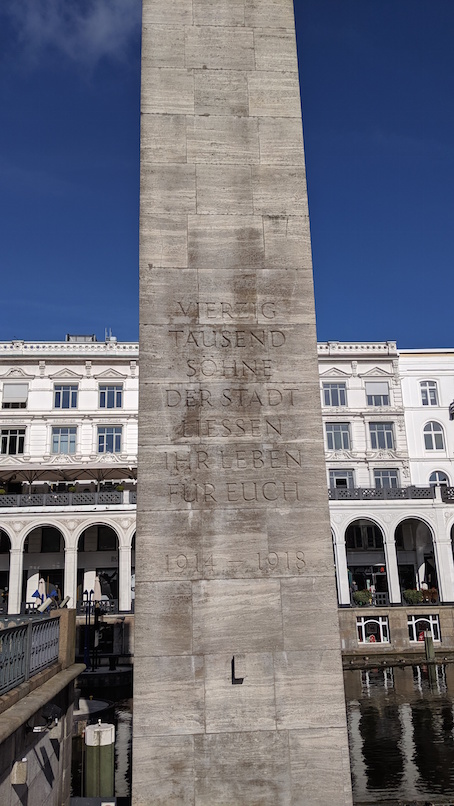 VIERZIG
TAUSEND
SÖHNE
DER STADT
LIESSEN
IHR LEBEN
FÜR EUCH
1914 - 1918